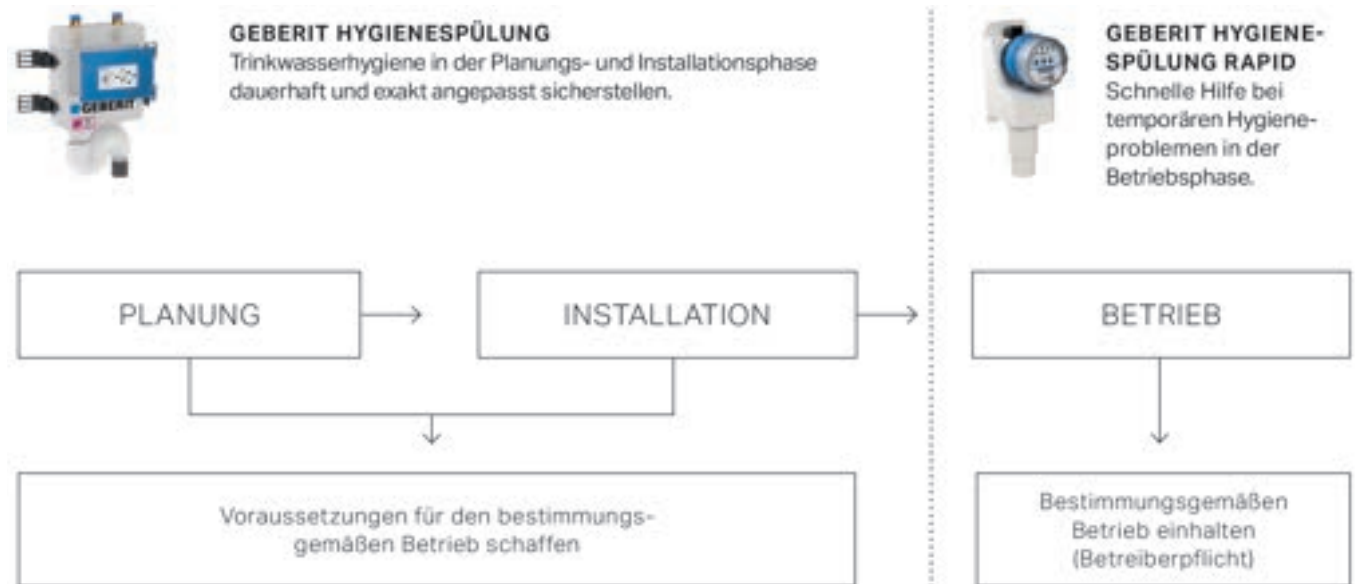 GEBERIT HYGIENESPÜLUNG
Trinkwasserhygiene in der Planungs- und Installationsphase
dauerhaft und exakt angepasst sicherstellen.
GEBERIT
GEBERIT HYGIENE-
SPÜLUNG RAPID
Schnelle Hilfe bei
temporären Hygiene-
problemen in der
Betriebsphase.
PLANUNG
INSTALLATION
BETRIEB
Voraussetzungen für den bestimmungs-
gemäßen Betrieb schaffen
Bestimmungsgemäßen
Betrieb einhalten
(Betreiberpflicht)